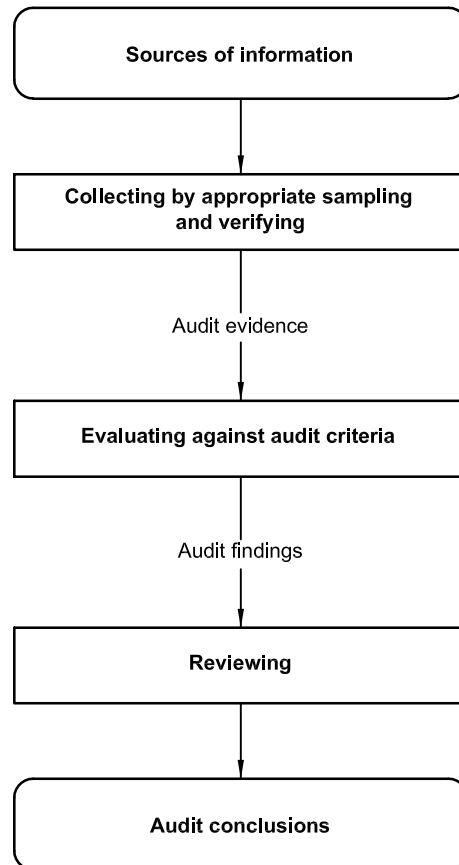 Sources of information
Collecting by appropriate sampling
and verifying
Audit evidence
Evaluating against audit criteria
Audit findings
Reviewing
Audit conclusions